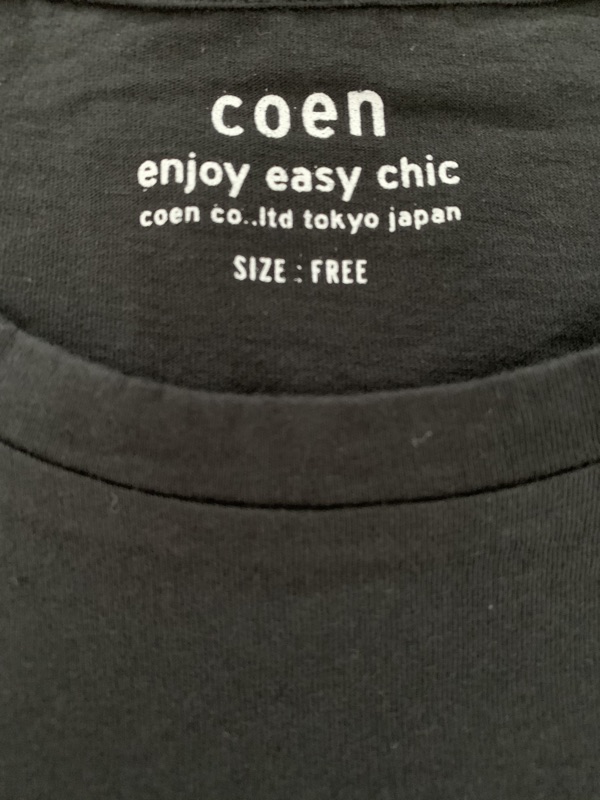 coen
enjoy easy chic
coen co..ltd tokyo japan
SIZE : FREE